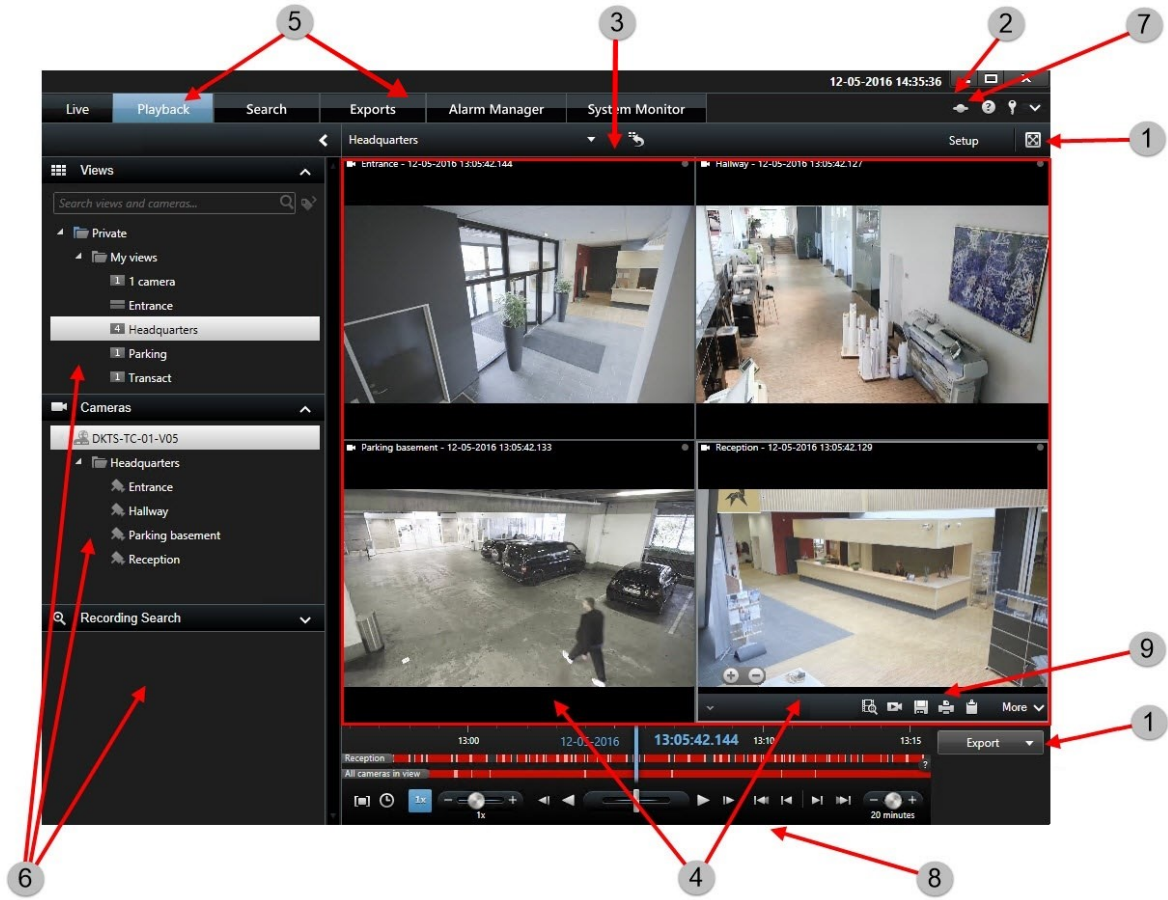 5
3
2
7
12-05-2016 14:35:36
Live Playback Search Exports Alarm Manager System Monitor
?
Headquarters
Setup
1
Views
Entrance - 12-05-2016 13:05:42.144
Hallway - 12-05-2016 13:05:42.127
Search views and cameras...
Private
My views
1 1 camera
Entrance
4 Headquarters
1 Parking
1 Transact
Cameras
DKTS-TC-01-V05
Headquarters
Entrance
Hallway
Parking basement
Reception
Recording Search
Parking basement - 12-05-2016 13:05:42.133
Reception - 12-05-2016 13:05:42.129
9
More
1
13:00 12-05-2016 13:05:42.144 13:10 13:15
Export
Reception
?
All cameras in view
1x
1x
20 minutes
6
4
8